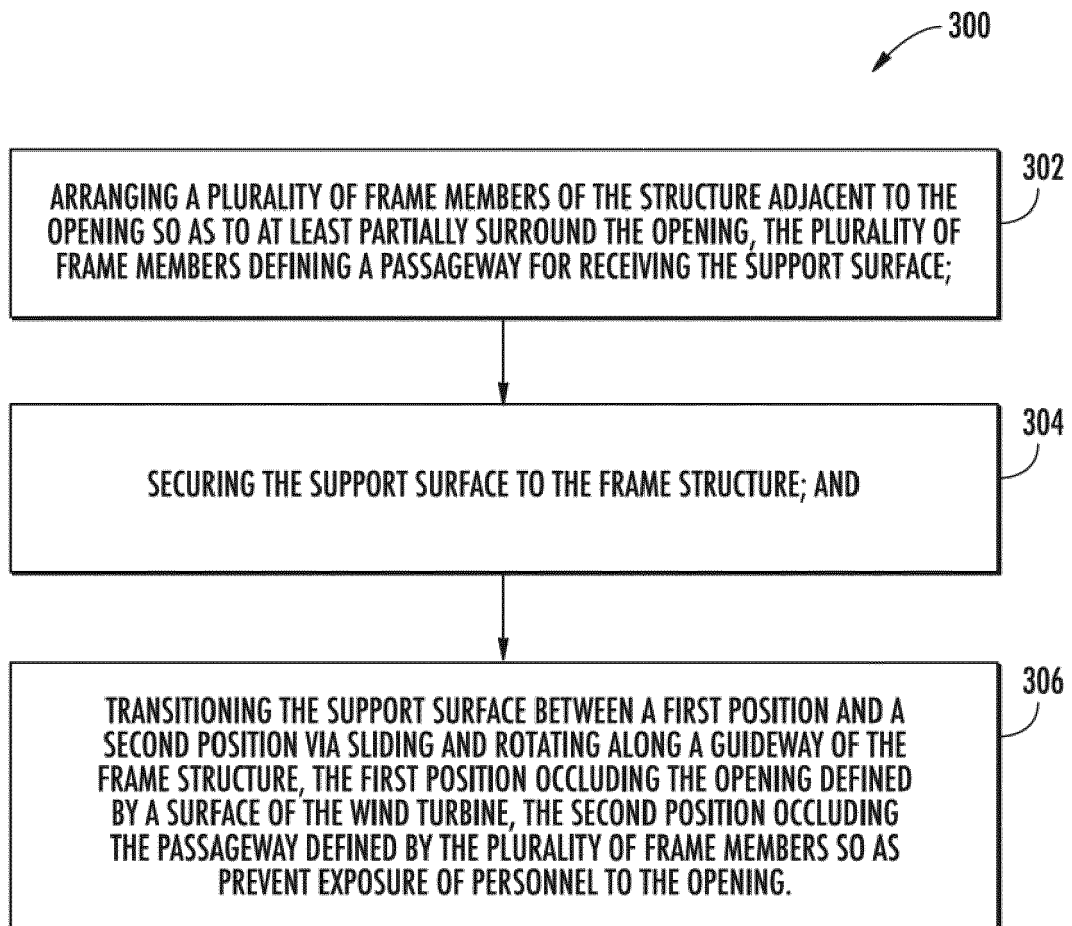 300
302
ARRANGING A PLURALITY OF FRAME MEMBERS OF THE STRUCTURE ADJACENT TO THE
OPENING SO AS TO AT LEAST PARTIALLY SURROUND THE OPENING, THE PLURALITY OF
FRAME MEMBERS DEFINING A PASSAGEWAY FOR RECEIVING THE SUPPORT SURFACE;
304
SECURING THE SUPPORT SURFACE TO THE FRAME STRUCTURE; AND
306
TRANSITIONING THE SUPPORT SURFACE BETWEEN A FIRST POSITION AND A
SECOND POSITION VIA SLIDING AND ROTATING ALONG A GUIDEWAY OF THE
FRAME STRUCTURE, THE FIRST POSITION OCCLUDING THE OPENING DEFINED
BY A SURFACE OF THE WIND TURBINE, THE SECOND POSITION OCCLUDING
THE PASSAGEWAY DEFINED BY THE PLURALITY OF FRAME MEMBERS SO AS
PREVENT EXPOSURE OF PERSONNEL TO THE OPENING.